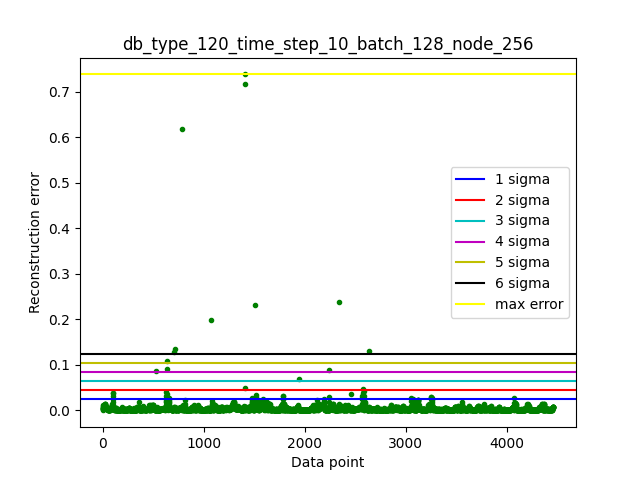 db_type_120_time_step_10_batch_128_node_256
Reconstruction error
0.7
0.6
0.5
0.4
0.3
0.2
0.1
0.0
1 sigma
2 sigma
3 sigma
4 sigma
5 sigma
6 sigma
max error
0 1000 2000 3000 4000
Data point